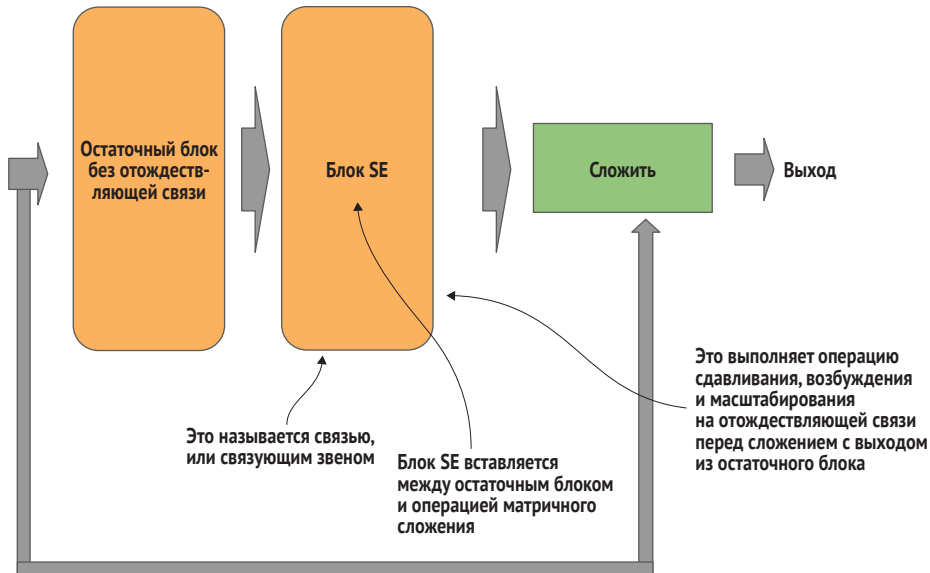 Остаточный блок
без отождеств-
ляющей связи
Блок SE
Сложить
Выход
Это называется связью,
или связующим звеном
Блок SE вставляется
между остаточным блоком
и операцией матричного
сложения
Это выполняет операцию
сдавливания, возбуждения
и масштабирования
на отождествляющей связи
перед сложением с выходом
из остаточного блока